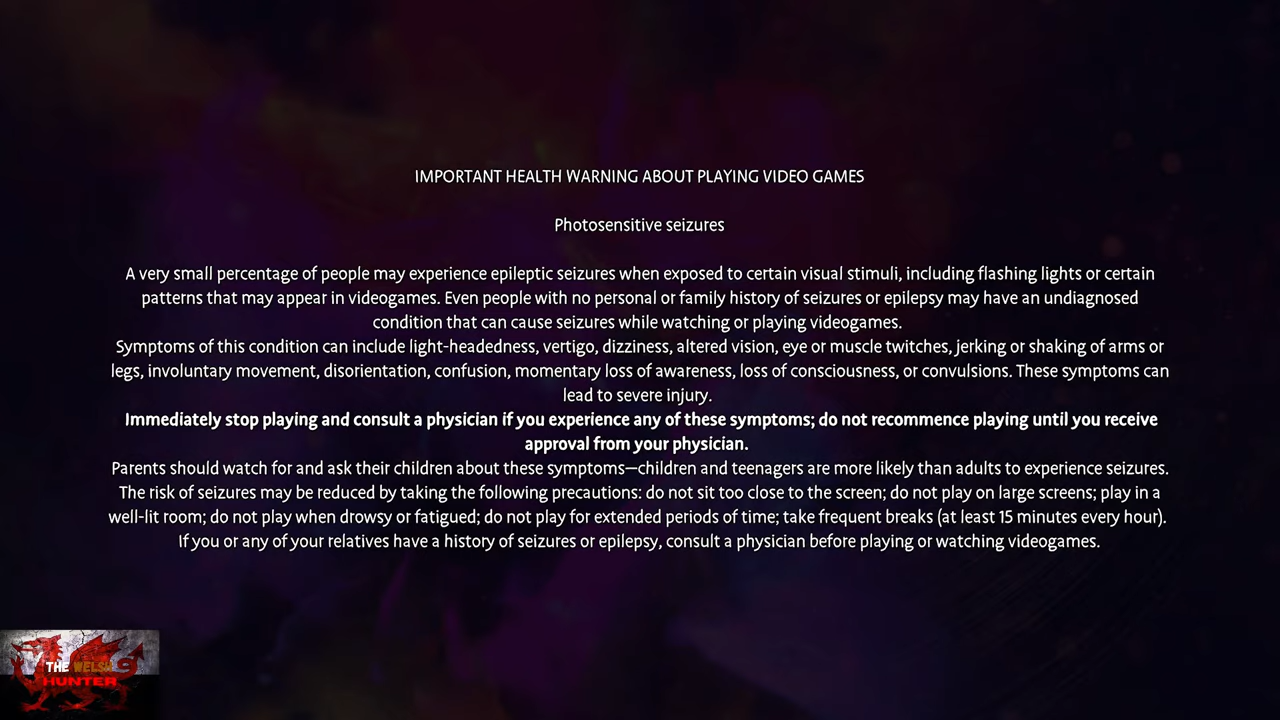 IMPORTANT HEALTH WARNING ABOUT PLAYING VIDEO GAMES
Photosensitive seizures
A very small percentage of people may experience epileptic seizures when exposed to certain visual stimuli, including flashing lights or certain
patterns that may appear in videogames. Even people with no personal or family history of seizures or epilepsy may have an undiagnosed
condition that can cause seizures while watching or playing videogames.
Symptoms of this condition can include light-headedness, vertigo, dizziness, altered vision, eye or muscle twitches, jerking or shaking of arms or
legs, involuntary movement, disorientation, confusion, momentary loss of awareness, loss of consciousness, or convulsions. These symptoms can
lead to severe injury.
Immediately stop playing and consult a physician if you experience any of these symptoms; do not recommence playing until you receive
approval from your physician.
Parents should watch for and ask their children about these symptoms—children and teenagers are more likely than adults to experience seizures.
The risk of seizures may be reduced by taking the following precautions: do not sit too close to the screen; do not play on large screens; play in a
well-lit room; do not play when drowsy or fatigued; do not play for extended periods of time; take frequent breaks (at least 15 minutes every hour).
If you or any of your relatives have a history of seizures or epilepsy, consult a physician before playing or watching videogames.
THE WELSH
HUNTER